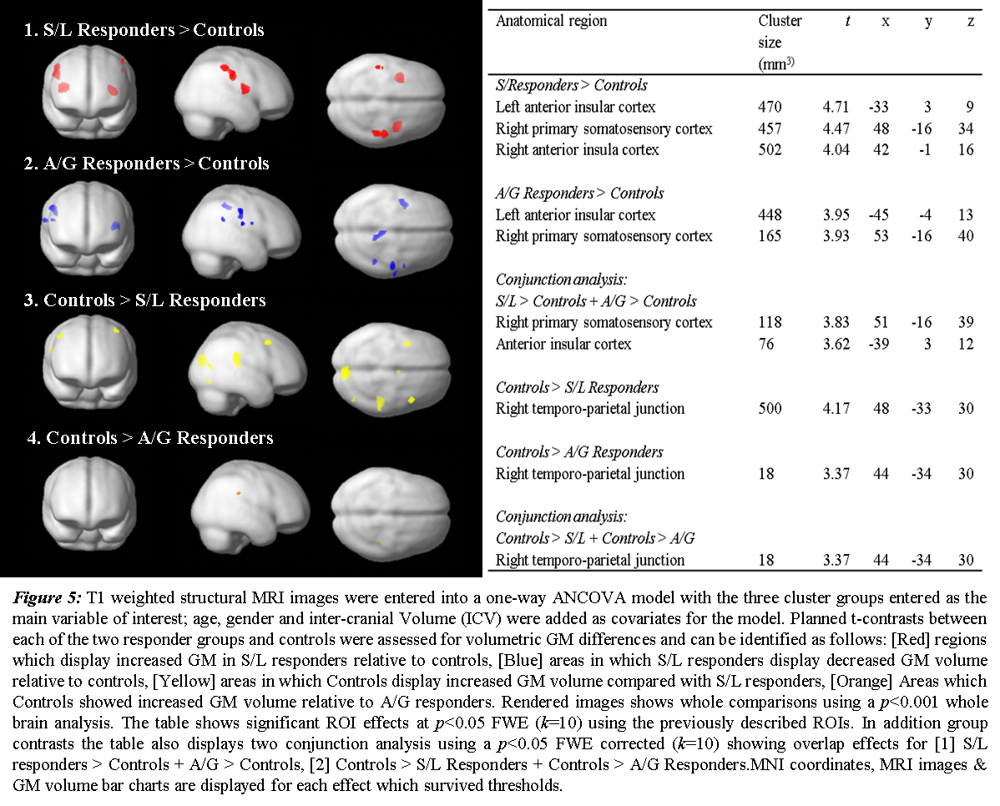 1. S/L Responders > Controls
2. A/G Responders > Controls
3. Controls > S/L Responders
4. Controls > A/G Responders
Anatomical region Cluster size (mm3) t x y z
S/Responders > Controls
Left anterior insular cortex 470 4.71 -33 3 9
Right primary somatosensory cortex 457 4.47 48 -16 34
Right anterior insula cortex 502 4.04 42 -1 16
A/G Responders > Controls
Left anterior insular cortex 448 3.95 -45 -4 13
Right primary somatosensory cortex 165 3.93 53 -16 40
Conjunction analysis:
S/L > Controls + A/G > Controls
Right primary somatosensory cortex 118 3.83 51 -16 39
Anterior insular cortex 76 3.62 -39 3 12
Controls > S/L Responders
Right temporo-parietal junction 500 4.17 48 -33 30
Controls > A/G Responders
Right temporo-parietal junction 18 3.37 44 -34 30
Conjunction analysis:
Controls > S/L + Controls > A/G
Right temporo-parietal junction 18 3.37 44 -34 30
Figure 5: T1 weighted structural MRI images were entered into a one-way ANCOVA model with the three cluster groups entered as the
main variable of interest; age, gender and inter-cranial Volume (ICV) were added as covariates for the model. Planned t-contrasts between
each of the two responder groups and controls were assessed for volumetric GM differences and can be identified as follows: [Red] regions
which display increased GM in S/L responders relative to controls, [Blue] areas in which S/L responders display decreased GM volume
relative to controls, [Yellow] areas in which Controls display increased GM volume compared with S/L responders, [Orange] Areas which
Controls showed increased GM volume relative to A/G responders. Rendered images shows whole comparisons using a p<0.001 whole
brain analysis. The table shows significant ROI effects at p<0.05 FWE (k=10) using the previously described ROIs. In addition group
contrasts the table also displays two conjunction analysis using a p<0.05 FWE corrected (k=10) showing overlap effects for [1] S/L
responders > Controls + A/G > Controls, [2] Controls > S/L Responders + Controls > A/G Responders.MNI coordinates, MRI images &
GM volume bar charts are displayed for each effect which survived thresholds.